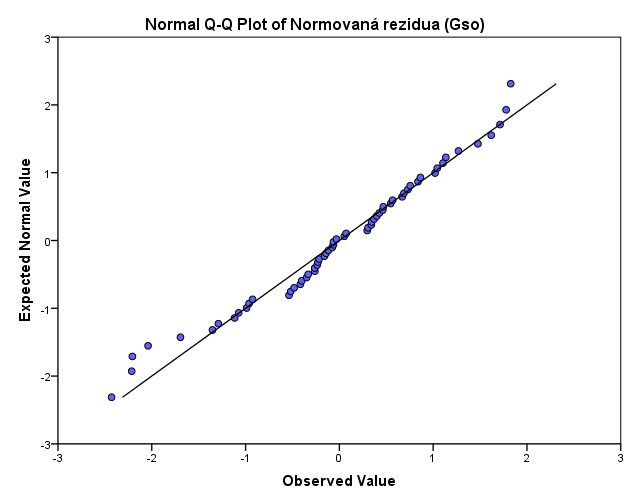 Normal Q-Q Plot of Normovaná rezidua (Gso)
3
2
1
0
-1
-2
-3
Expected Normal Value
-3 -2 -1 0 1 2 3
Observed Value